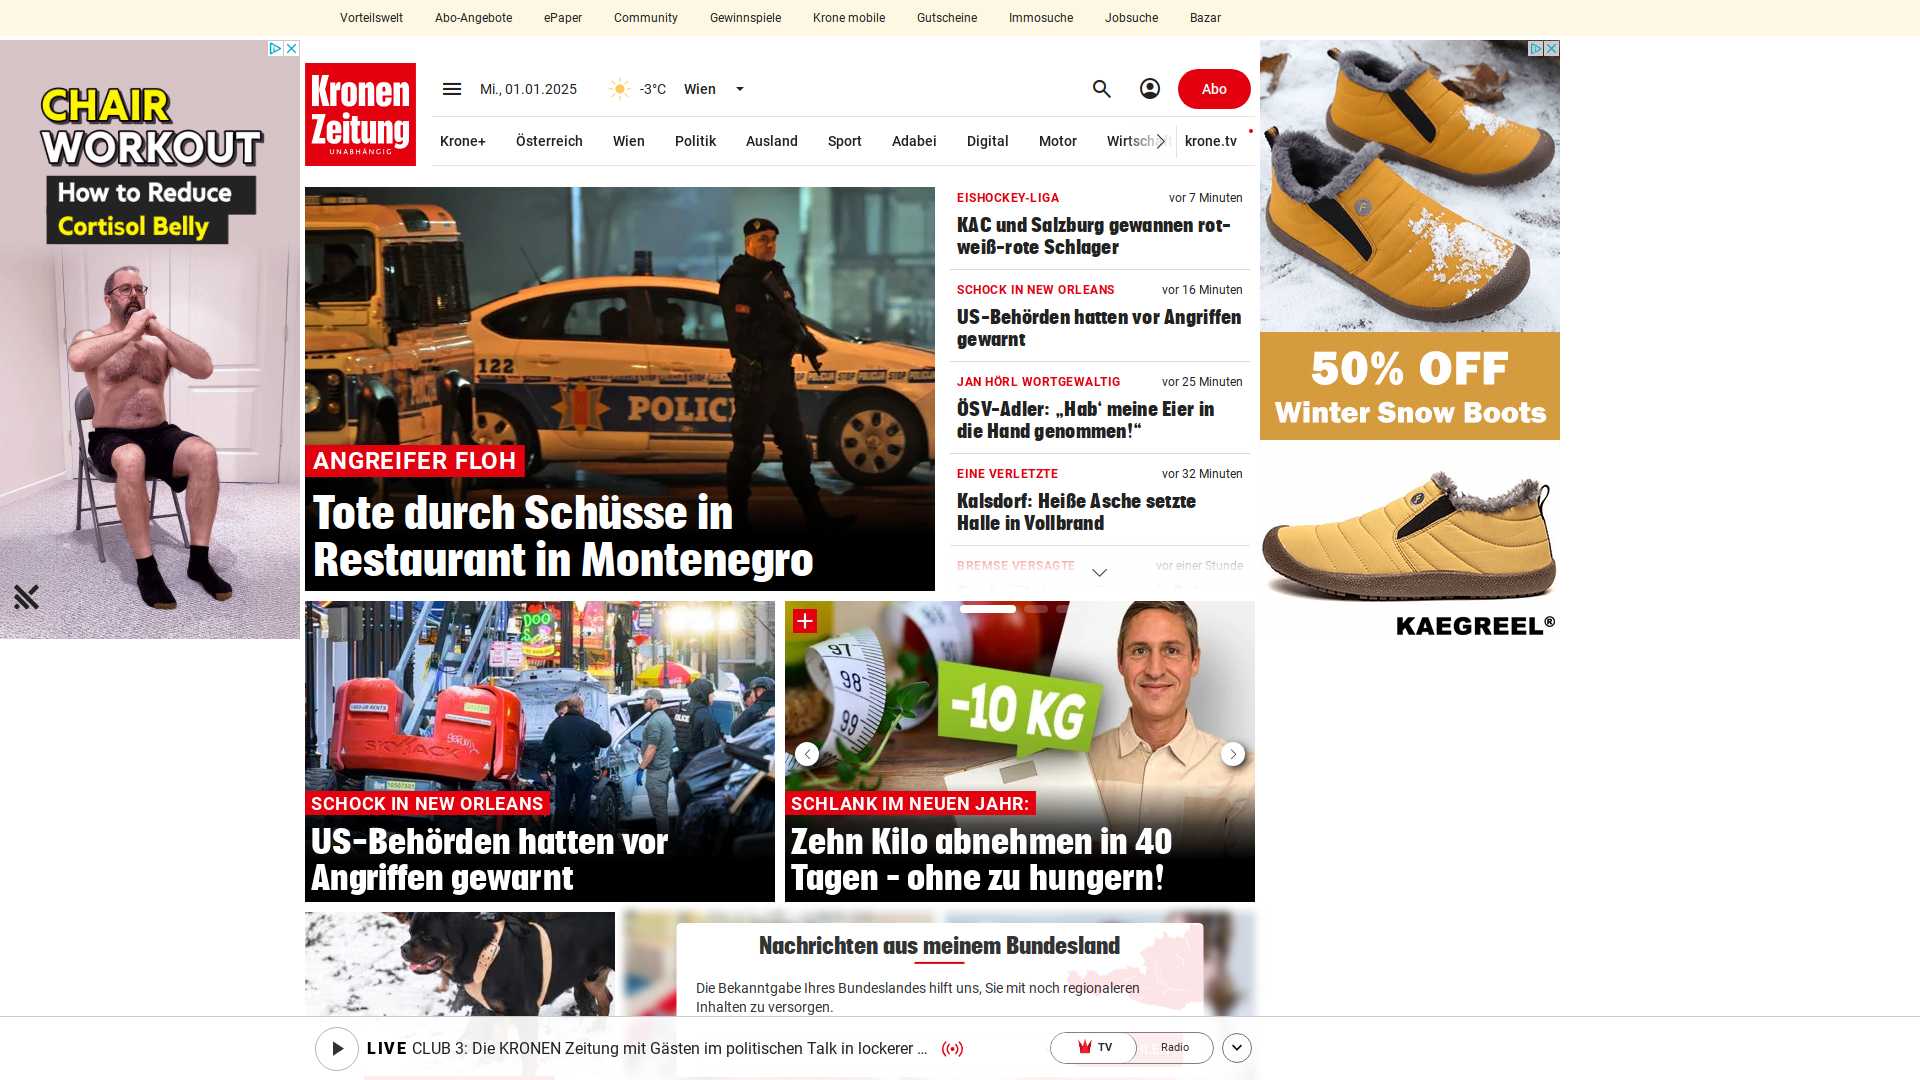 Vorteilswelt Abo-Angebote ePaper Community Gewinnspiele Krone mobile Gutscheine Immosuche Jobsuche Bazar
CHAIR
WORKOUT
How to Reduce
Cortisol Belly
Kronen
Zeitung
UNABHÄNGIG
Mi., 01.01.2025 -3°C Wien
Abo
Krone+ Österreich Wien Politik Ausland Sport Adabei Digital Motor Wirtsch krone.tv
122
POLICE
ANGREIFER FLOH
Tote durch Schüsse in
Restaurant in Montenegro
EISHOCKEY-LIGA vor 7 Minuten
KAC und Salzburg gewannen rot-
weiß-rote Schlager
SCHOCK IN NEW ORLEANS vor 16 Minuten
US-Behörden hatten vor Angriffen
gewarnt
JAN HÖRL WORTGEWALTIG vor 25 Minuten
ÖSV-Adler: „Hab‘ meine Eier in
die Hand genommen!“
EINE VERLETZTE vor 32 Minuten
Kalsdorf: Heiße Asche setzte
Halle in Vollbrand
BREMSE VERSAGTE vor einer Stunde
50% OFF
Winter Snow Boots
KAEGREEL®
DOO
S
SKYJACK
POLICE
SCHOCK IN NEW ORLEANS
US-Behörden hatten vor
Angriffen gewarnt
97
98
99
-10 KG
SCHLANK IM NEUEN JAHR:
Zehn Kilo abnehmen in 40
Tagen - ohne zu hungern!
Nachrichten aus meinem Bundesland
Die Bekanntgabe Ihres Bundeslandes hilft uns, Sie mit noch regionaleren
Inhalten zu versorgen.
LIVE CLUB 3: Die KRONEN Zeitung mit Gästen im politischen Talk in lockerer ...
TV Radio